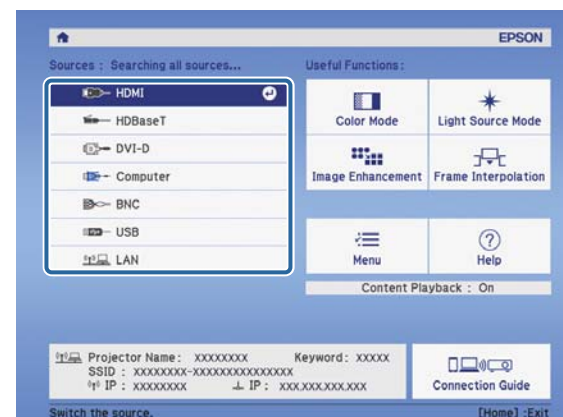 EPSON
Sources : Searching all sources...
Useful Functions :
HDMI
HDBaseT
DVI-D
Computer
BNC
USB
LAN
Color Mode
Light Source Mode
Image Enhancement
Frame Interpolation
Menu
Help
Content Playback : On
Projector Name : XXXXXXXX Keyword : XXXXX
SSID : XXXXXXXX-XXXXXXXXXXXXXX
IP : XXXXXXXX IP : XXX.XXX.XXX.XXX
Connection Guide
Switch the source. [Home] :Exit